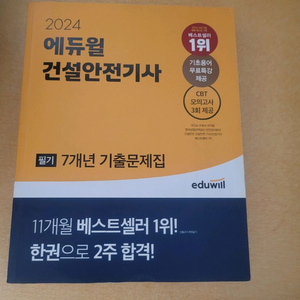 2024
에듀윌
건설안전기사
베스트셀러
1위
기초용어
무료특강
제공
CBT
모의고사
3회 제공
필기 7개년 기출문제집
eduwill
11개월 베스트셀러 1위!
한권으로 2주 합격!